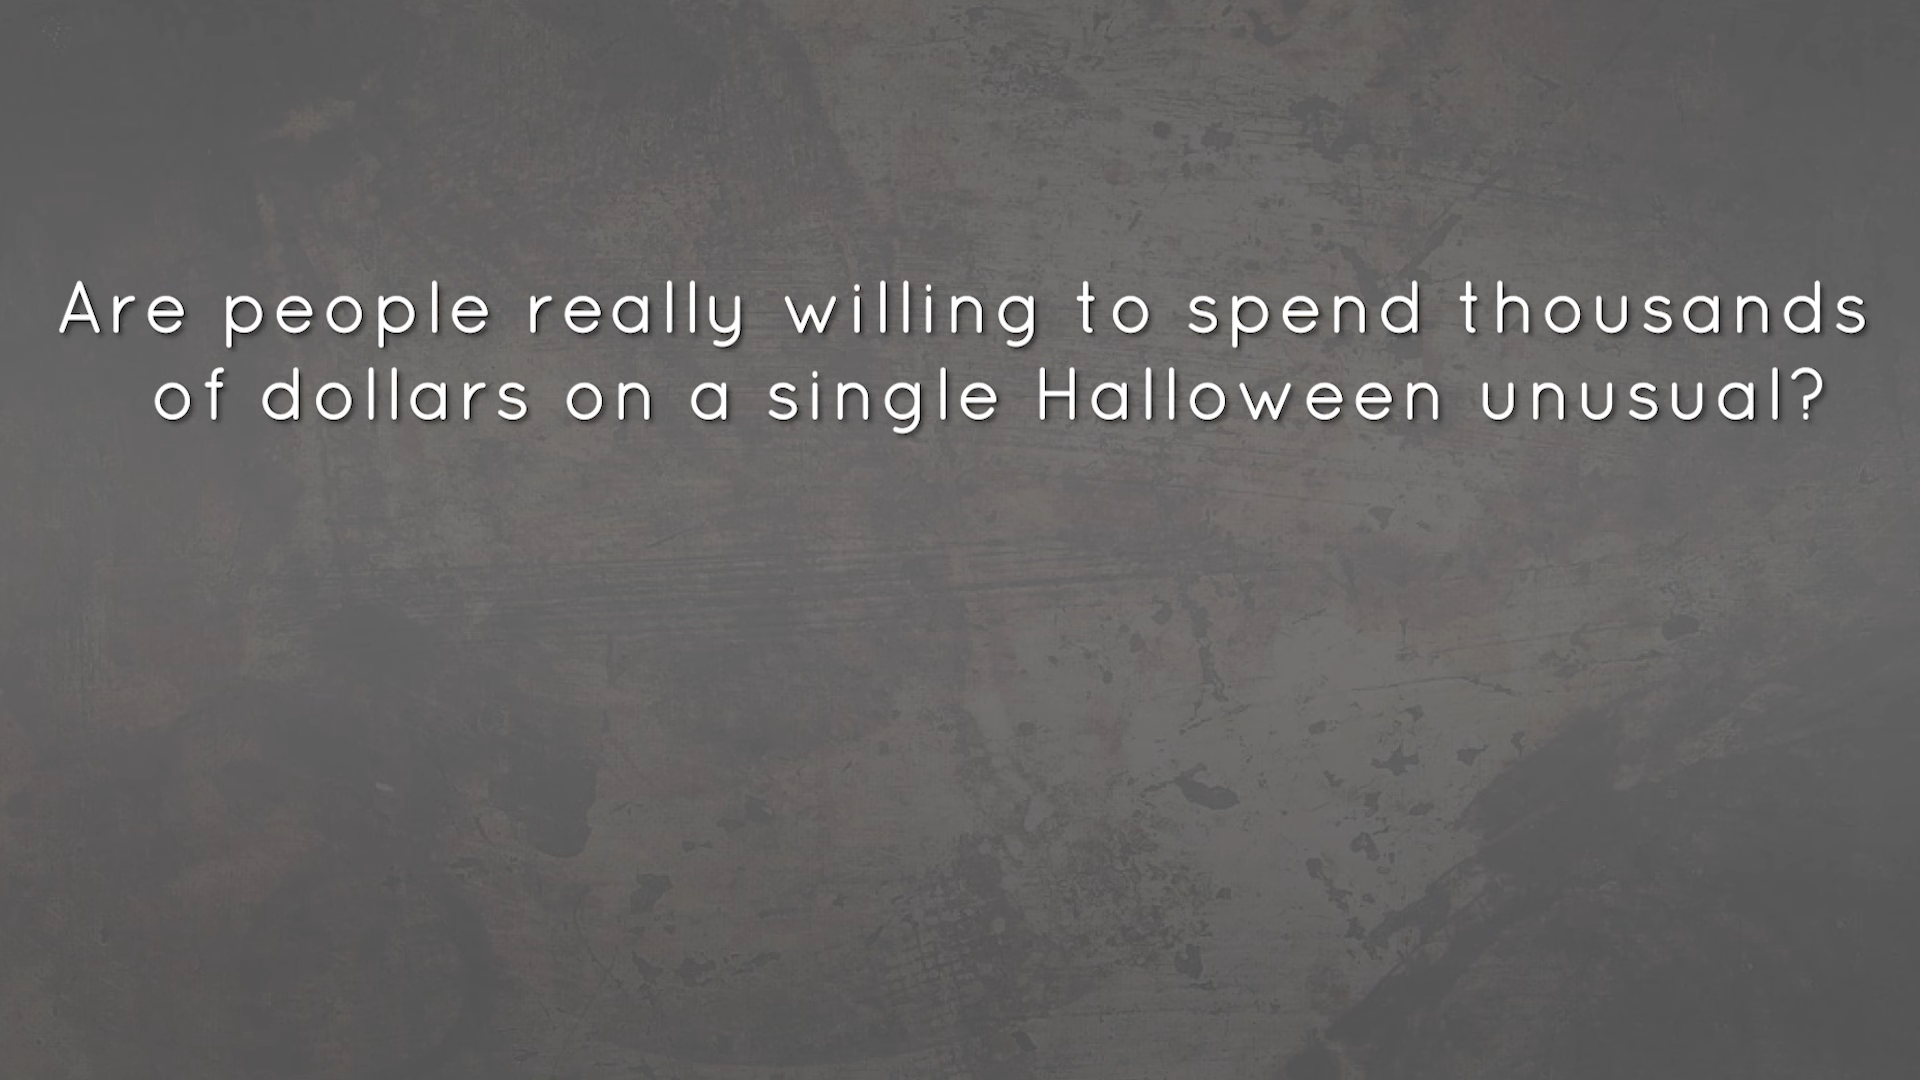 Are people really willing to spend thousands
of dollars on a single Halloween unusual?